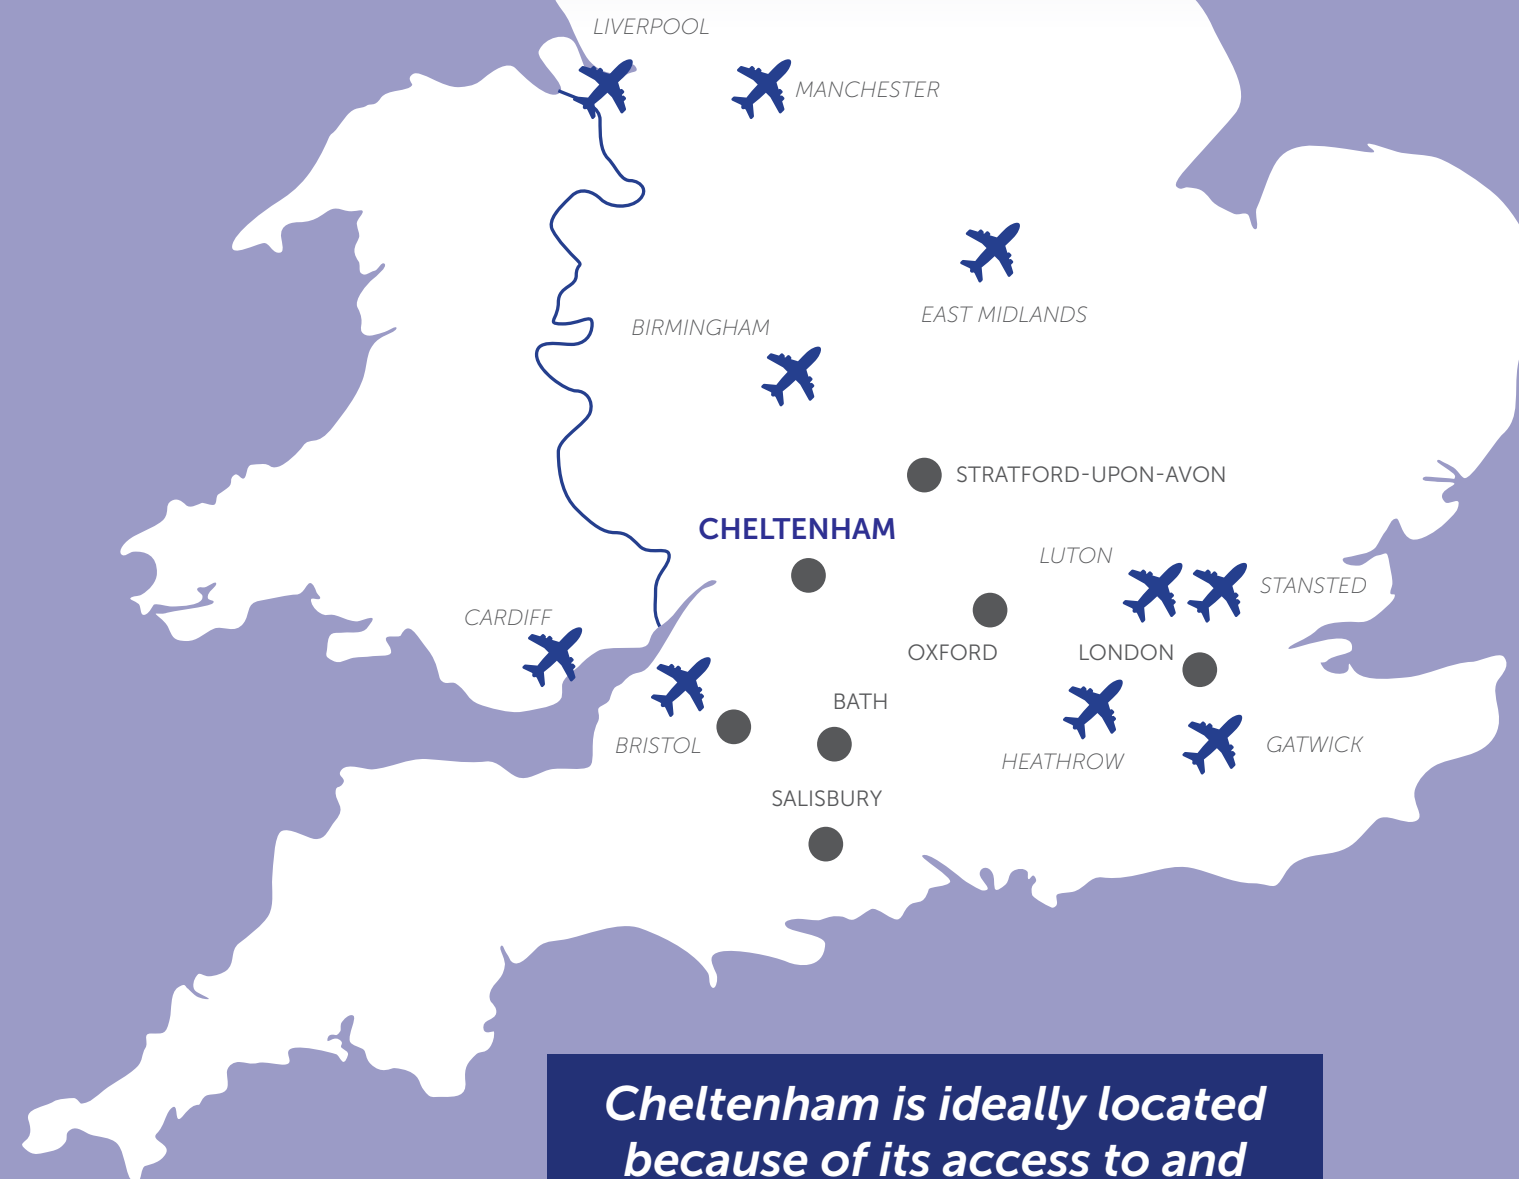 LIVERPOOL
MANCHESTER
EAST MIDLANDS
BIRMINGHAM
STRATFORD-UPON-AVON
CHELTENHAM
LUTON
STANSTED
CARDIFF
OXFORD
LONDON
BATH
BRISTOL
GATWICK
HEATHROW
SALISBURY
Cheltenham is ideally located
because of its access to and